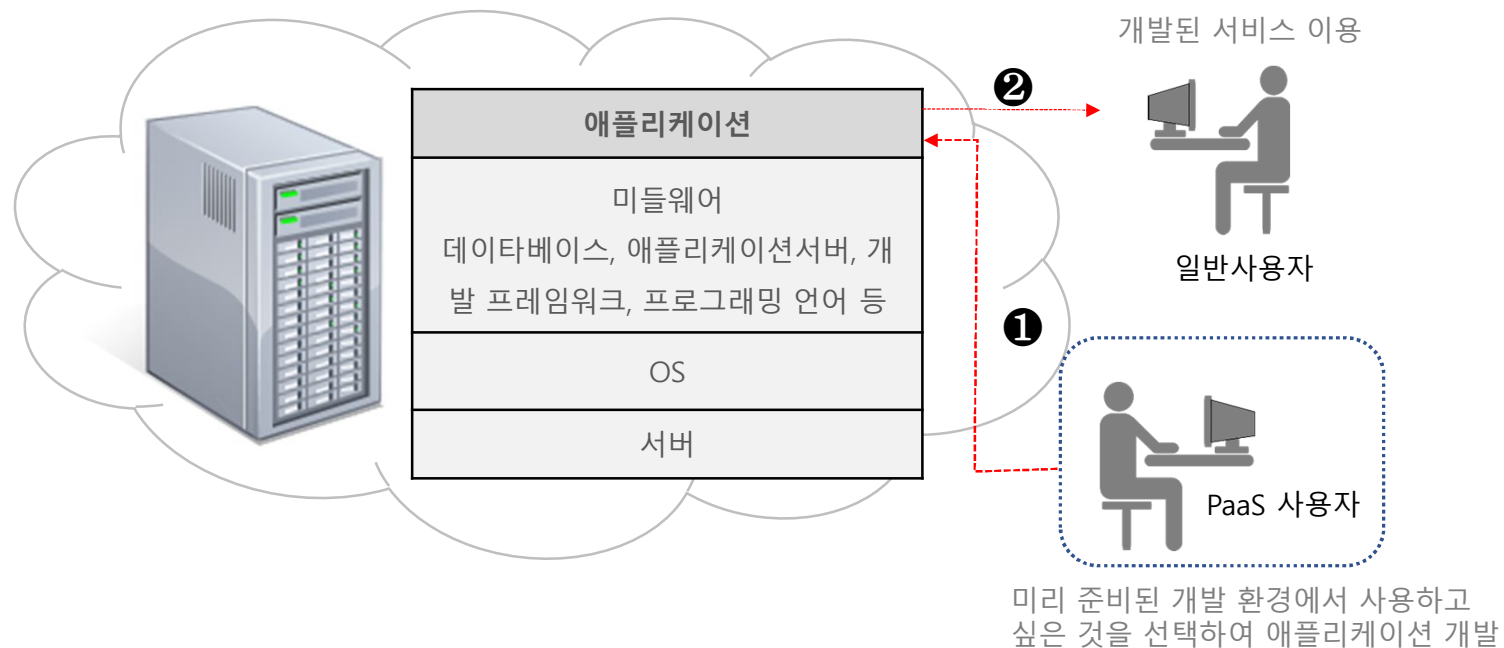 개발된 서비스 이용
❷
애플리케이션
미들웨어
데이타베이스, 애플리케이션서버, 개
발 프레임워크, 프로그래밍 언어 등
일반사용자
❶
OS
서버
PaaS 사용자
미리 준비된 개발 환경에서 사용하고
싶은 것을 선택하여 애플리케이션 개발